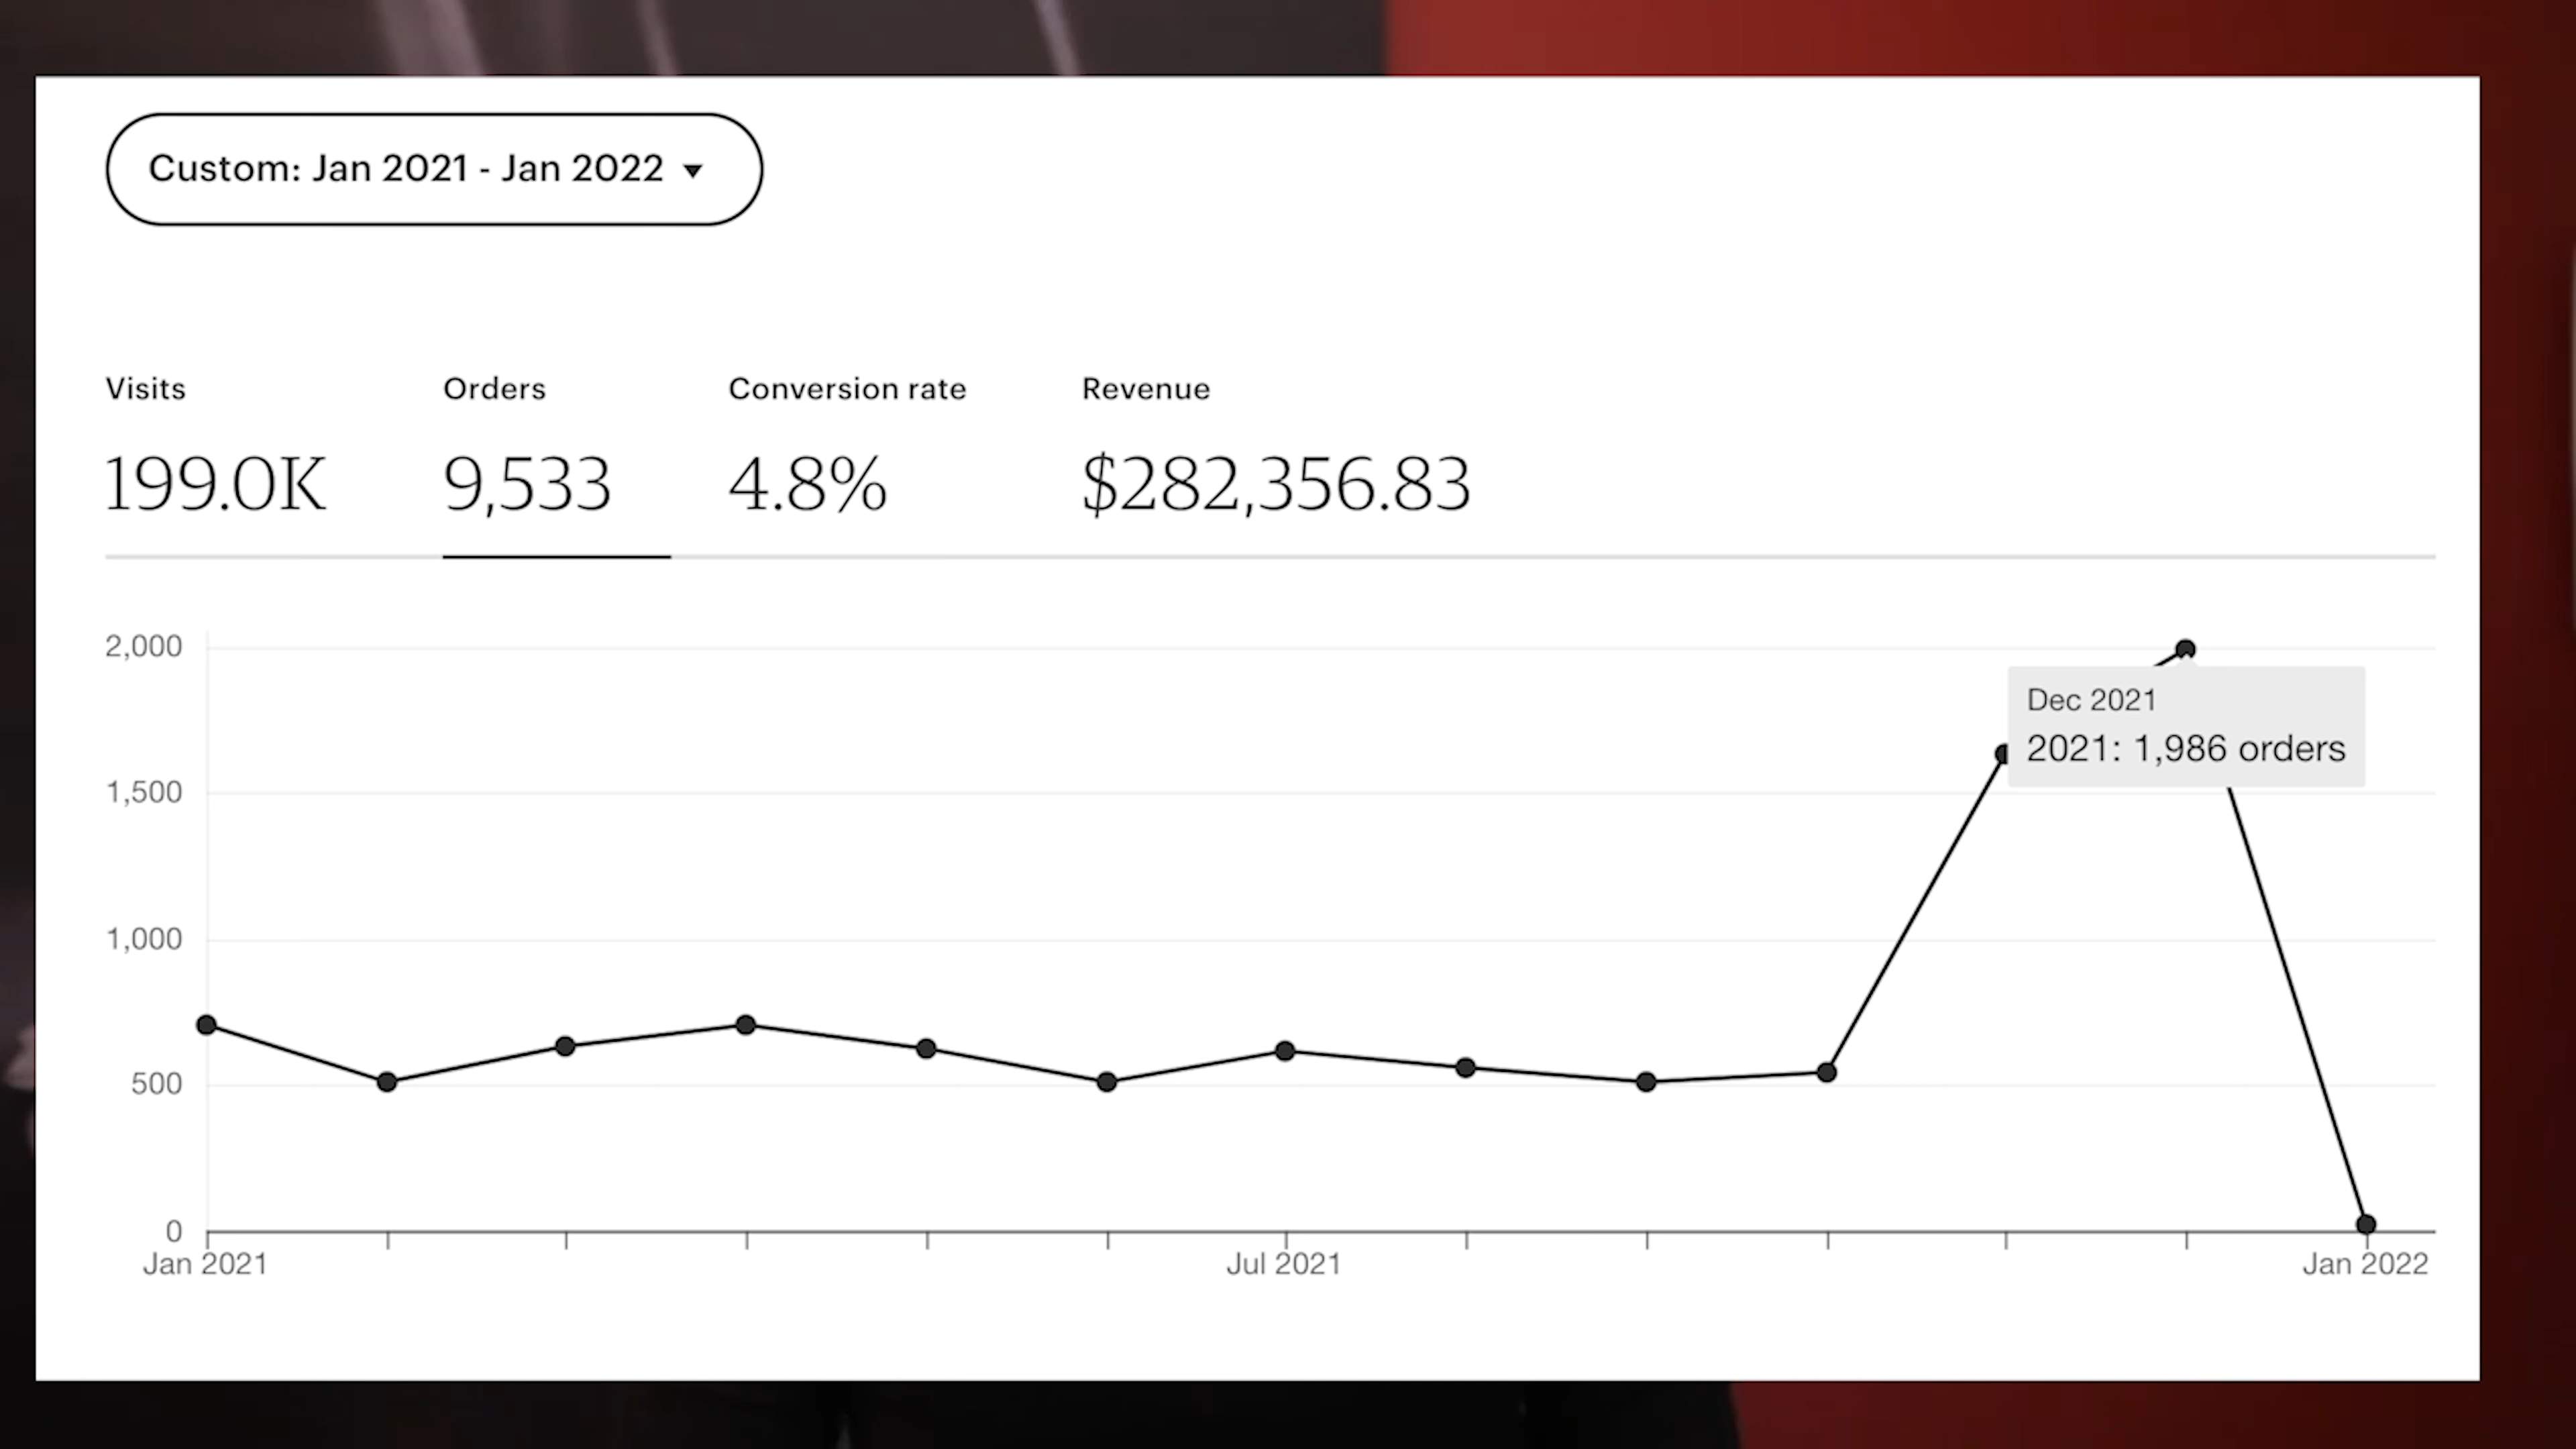 Custom: Jan 2021 - Jan 2022
Visits Orders Conversion rate Revenue
199.0K 9,533 4.8% $282,356.83
2,000
Dec 2021
2021: 1,986 orders
1,500
1,000
500
0
Jan 2021 Jul 2021 Jan 2022